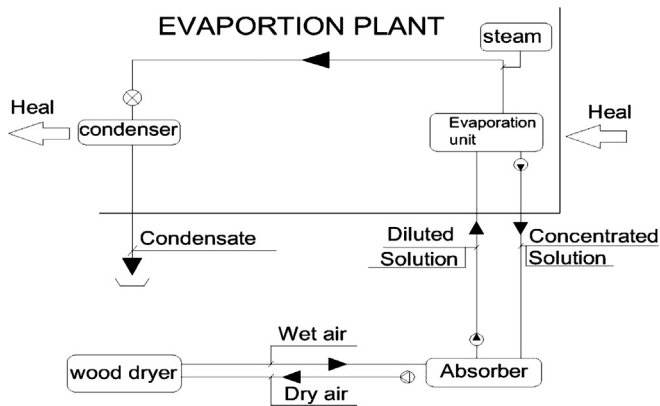 EVAPORTION PLANT
steam
Heal
condenser
Evaporation
unit
Heal
Condensate
Diluted
Solution
Concentrated
Solution
Wet air
wood dryer
Absorber
Dry air